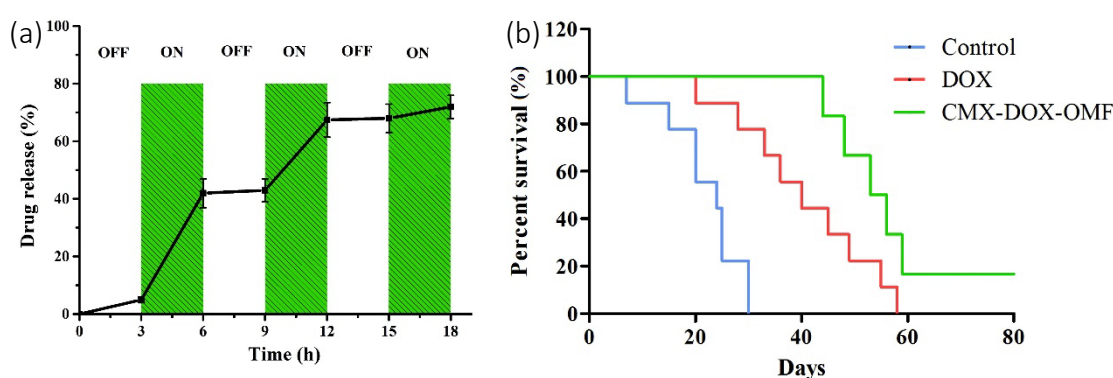 (a)
100
80
60
40
20
0
Drug release (%)
OFF ON OFF ON OFF ON
0 3 6 9 12 15 18
Time (h)
(b)
120
100
80
60
40
20
0
Percent survival (%)
Control
DOX
CMX-DOX-OMF
0 20 40 60 80
Days